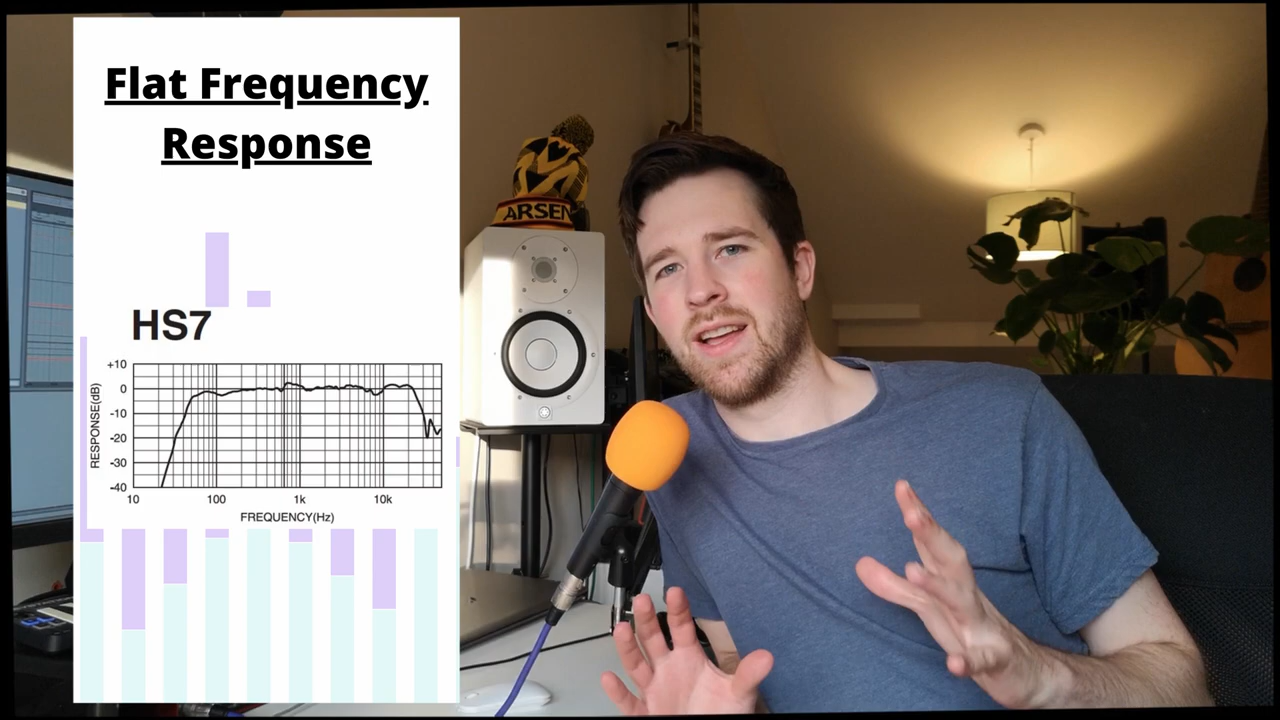 Flat Frequency
Response
HS7
+10
0
-10
-20
-30
-40
RESPONSE(dB)
10 100 1k 10k
FREQUENCY(Hz)
ARSEN